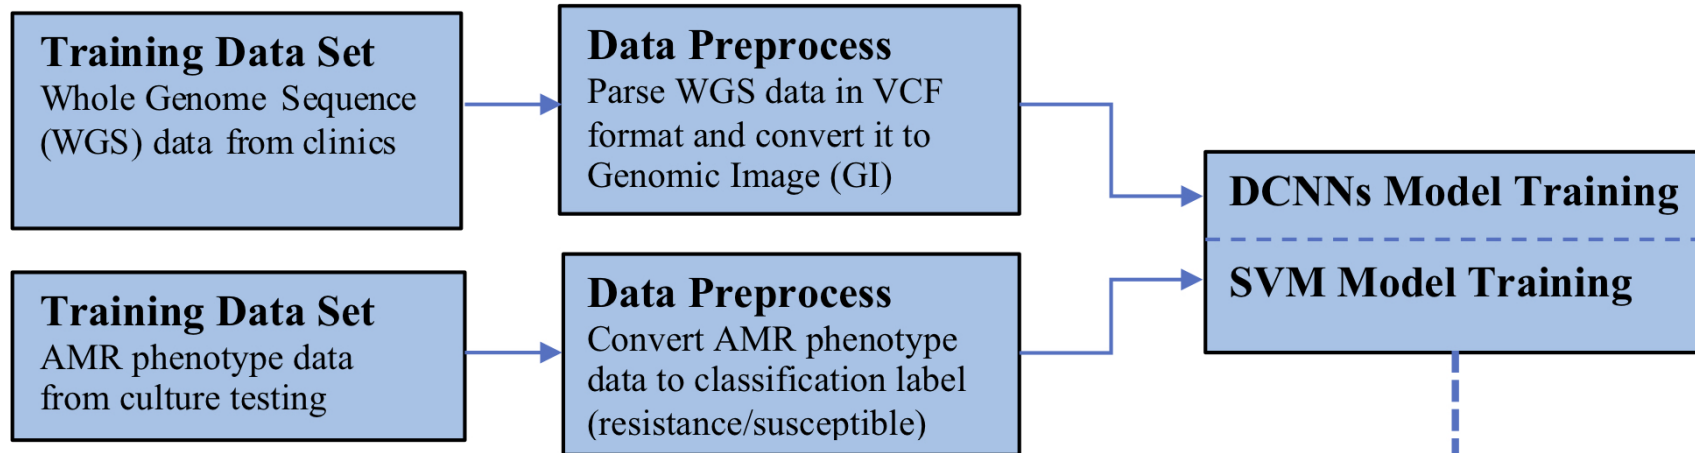 Training Data Set
Whole Genome Sequence
(WGS) data from clinics
Data Preprocess
Parse WGS data in VCF
format and convert it to
Genomic Image (GI)
Training Data Set
AMR phenotype data
from culture testing
Data Preprocess
Convert AMR phenotype
data to classification label
(resistance/susceptible)
DCNNs Model Training
SVM Model Training